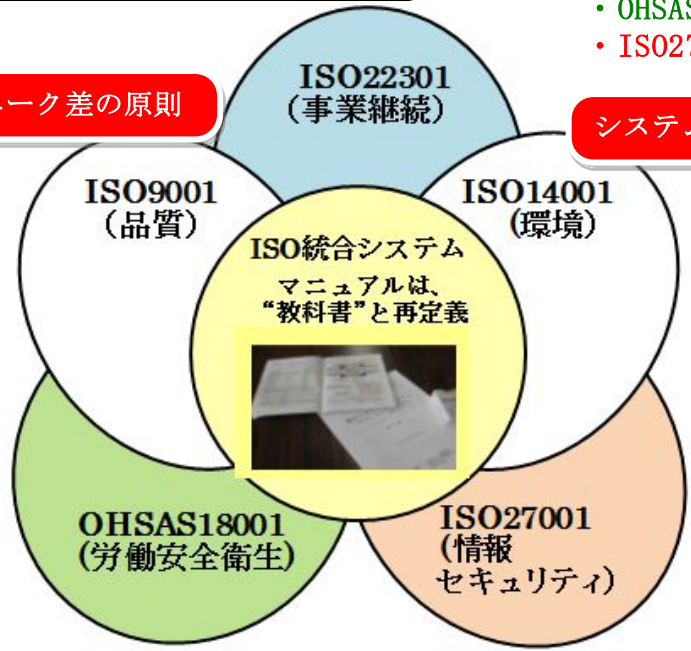 ・OHSAS
・ISO27
ーク差の原則
システム
ISO22301
（事業継続）
ISO9001
（品質）
ISO14001
（環境）
ISO統合システム
マニュアルは、
“教科書”と再定義
OHSAS18001
（労働安全衛生）
ISO27001
（情報
セキュリティ）